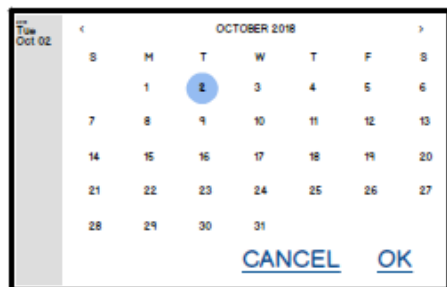 Tue
Oct 02
< OCTOBER 2018 >
S M T W T F S
1 2 3 4 5 6
7 8 9 10 11 12 13
14 15 16 17 18 19 20
21 22 23 24 25 26 27
28 29 30 31
CANCEL OK